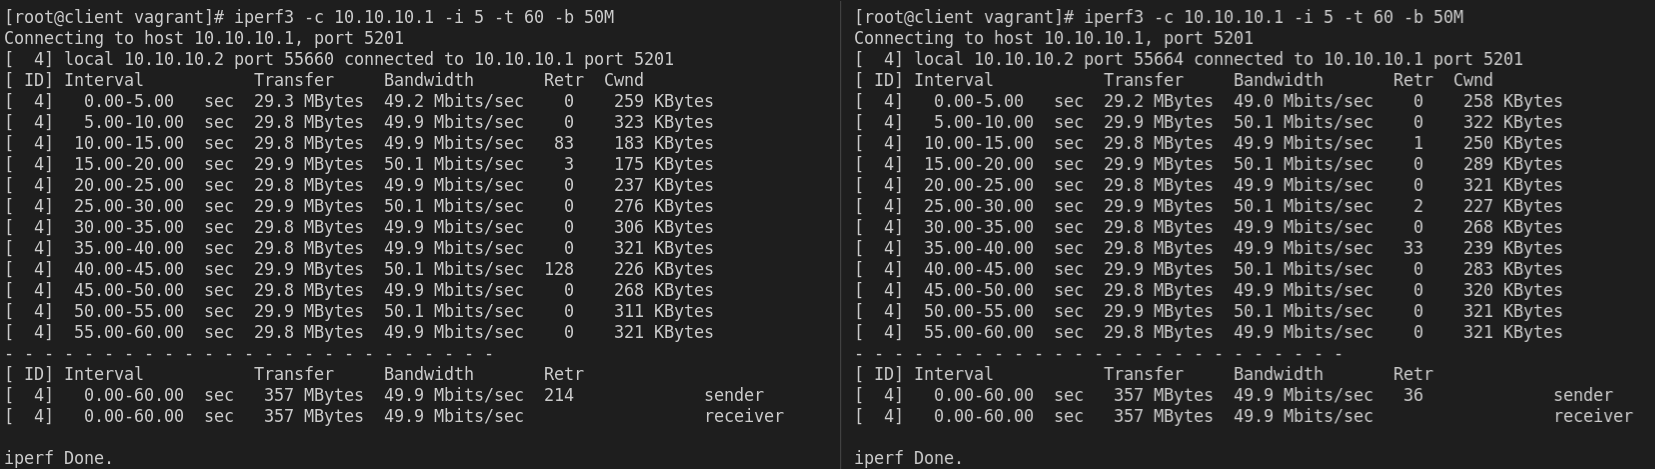 [root@client vagrant]# iperf3 -c 10.10.10.1 -i 5 -t 60 -b 50M
Connecting to host 10.10.10.1, port 5201
[  4] local 10.10.10.2 port 55660 connected to 10.10.10.1 port 5201
[ ID] Interval           Transfer     Bandwidth       Retr  Cwnd
[  4]   0.00-5.00   sec  29.3 MBytes  49.2 Mbits/sec    0    259 KBytes
[  4]   5.00-10.00  sec  29.8 MBytes  49.9 Mbits/sec    0    323 KBytes
[  4]  10.00-15.00  sec  29.8 MBytes  49.9 Mbits/sec   83    183 KBytes
[  4]  15.00-20.00  sec  29.9 MBytes  50.1 Mbits/sec    3    175 KBytes
[  4]  20.00-25.00  sec  29.8 MBytes  49.9 Mbits/sec    0    237 KBytes
[  4]  25.00-30.00  sec  29.9 MBytes  50.1 Mbits/sec    0    276 KBytes
[  4]  30.00-35.00  sec  29.8 MBytes  49.9 Mbits/sec    0    306 KBytes
[  4]  35.00-40.00  sec  29.8 MBytes  49.9 Mbits/sec    0    321 KBytes
[  4]  40.00-45.00  sec  29.9 MBytes  50.1 Mbits/sec  128    226 KBytes
[  4]  45.00-50.00  sec  29.8 MBytes  49.9 Mbits/sec    0    268 KBytes
[  4]  50.00-55.00  sec  29.9 MBytes  50.1 Mbits/sec    0    311 KBytes
[  4]  55.00-60.00  sec  29.8 MBytes  49.9 Mbits/sec    0    321 KBytes
- - - - - - - - - - - - - - - - - - - - - - - - -
[ ID] Interval           Transfer     Bandwidth       Retr
[  4]   0.00-60.00  sec   357 MBytes  49.9 Mbits/sec  214             sender
[  4]   0.00-60.00  sec   357 MBytes  49.9 Mbits/sec                  receiver
iperf Done.
[root@client vagrant]# iperf3 -c 10.10.10.1 -i 5 -t 60 -b 50M
Connecting to host 10.10.10.1, port 5201
[  4] local 10.10.10.2 port 55664 connected to 10.10.10.1 port 5201
[ ID] Interval           Transfer     Bandwidth       Retr  Cwnd
[  4]   0.00-5.00   sec  29.2 MBytes  49.0 Mbits/sec    0    258 KBytes
[  4]   5.00-10.00  sec  29.9 MBytes  50.1 Mbits/sec    0    322 KBytes
[  4]  10.00-15.00  sec  29.8 MBytes  49.9 Mbits/sec    1    250 KBytes
[  4]  15.00-20.00  sec  29.9 MBytes  50.1 Mbits/sec    0    289 KBytes
[  4]  20.00-25.00  sec  29.8 MBytes  49.9 Mbits/sec    0    321 KBytes
[  4]  25.00-30.00  sec  29.9 MBytes  50.1 Mbits/sec    2    227 KBytes
[  4]  30.00-35.00  sec  29.8 MBytes  49.9 Mbits/sec    0    268 KBytes
[  4]  35.00-40.00  sec  29.8 MBytes  49.9 Mbits/sec   33    239 KBytes
[  4]  40.00-45.00  sec  29.9 MBytes  50.1 Mbits/sec    0    283 KBytes
[  4]  45.00-50.00  sec  29.8 MBytes  49.9 Mbits/sec    0    320 KBytes
[  4]  50.00-55.00  sec  29.9 MBytes  50.1 Mbits/sec    0    321 KBytes
[  4]  55.00-60.00  sec  29.8 MBytes  49.9 Mbits/sec    0    321 KBytes
- - - - - - - - - - - - - - - - - - - - - - - - -
[ ID] Interval           Transfer     Bandwidth       Retr
[  4]   0.00-60.00  sec   357 MBytes  49.9 Mbits/sec   36             sender
[  4]   0.00-60.00  sec   357 MBytes  49.9 Mbits/sec                  receiver
iperf Done.